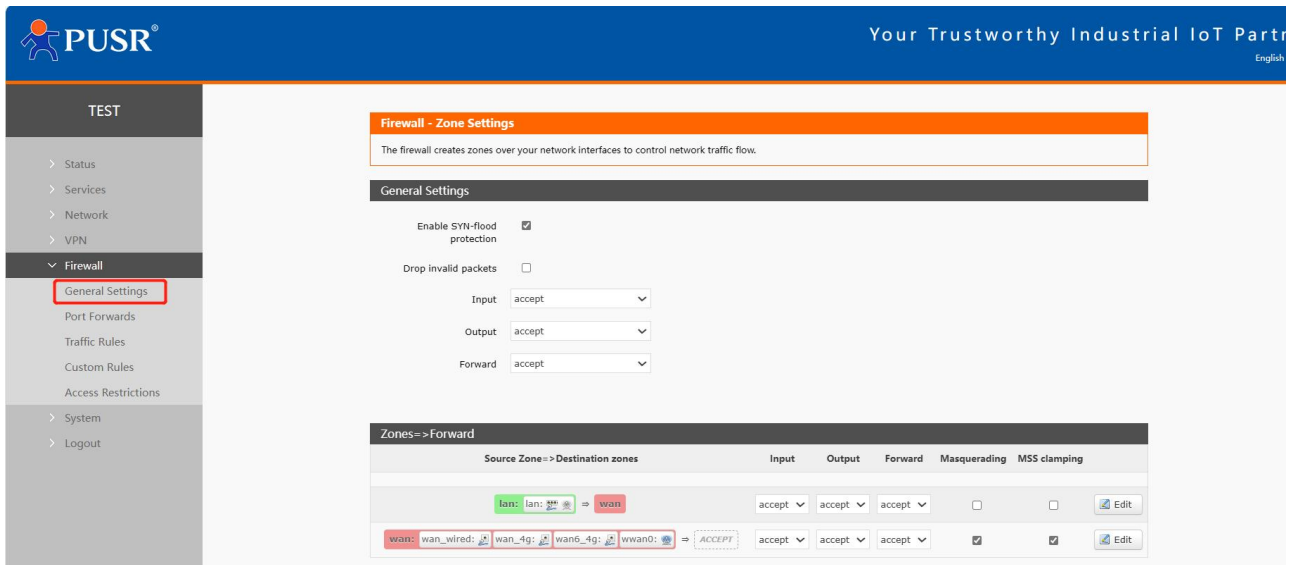 PUSR®
Your Trustworthy Industrial IoT Partr
English
TEST
Status
Services
Network
VPN
Firewall
General Settings
Port Forwards
Traffic Rules
Custom Rules
Access Restrictions
System
Logout
Firewall - Zone Settings
The firewall creates zones over your network interfaces to control network traffic flow.
General Settings
Enable SYN-flood
protection
Drop invalid packets
Input accept
Output accept
Forward accept
Zones=>Forward
Source Zone=>Destination zones Input Output Forward Masquerading MSS clamping
lan: lan: ⇒ wan accept accept accept Edit
wan: wan_wired: wan_4g: wan6_4g: wwan0: ⇒ ACCEPT accept accept accept Edit